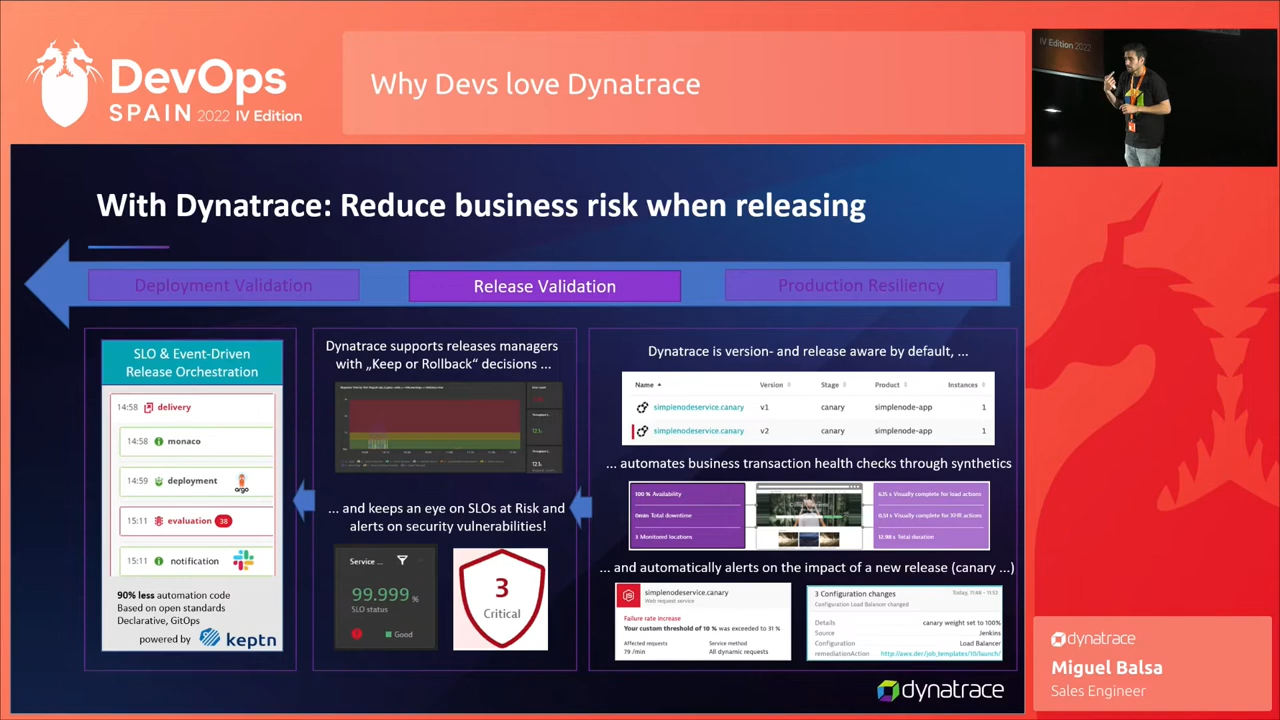 DevOps
SPAIN 2022 IV Edition
Why Devs love Dynatrace
IV Edition 2022
With Dynatrace: Reduce business risk when releasing
Deployment Validation
Release Validation
Production Resiliency
SLO & Event-Driven
Release Orchestration
14:58 delivery
14:58 monaco
14:59 deployment
argo
15:11 evaluation 38
15:11 notification
90% less automation code
Based on open standards
Declarative, GitOps
powered by keptn
Dynatrace supports releases managers
with „Keep or Rollback“ decisions ...
... and keeps an eye on SLOs at Risk and
alerts on security vulnerabilities!
Service ...
99.999 %
SLO status
Good
3
Critical
Dynatrace is version- and release aware by default, ...
Name Version Stage Product Instances
simplenodeservice.canary v1 canary simplenode-app 1
simplenodeservice.canary v2 canary simplenode-app 1
... automates business transaction health checks through synthetics
100 % Availability
0min Total downtime
3 Monitored locations
6.15 s Visually complete for load actions
0.51 s Visually complete for XHR actions
12.98 s Total duration
... and automatically alerts on the impact of a new release (canary ...)
simplenodeservice.canary
Web request service
Failure rate increase
Your custom threshold of 10 % was exceeded to 31 %
Affected requests Service method
79 /min All dynamic requests
3 Configuration changes Today, 11:48 - 11:52
Configuration Load Balancer changed
Details canary weight set to 100%
Source Jenkins
Configuration Load Balancer
remediationAction http://awx.dev/job_templates/10/launch/
dynatrace
dynatrace
Miguel Balsa
Sales Engineer